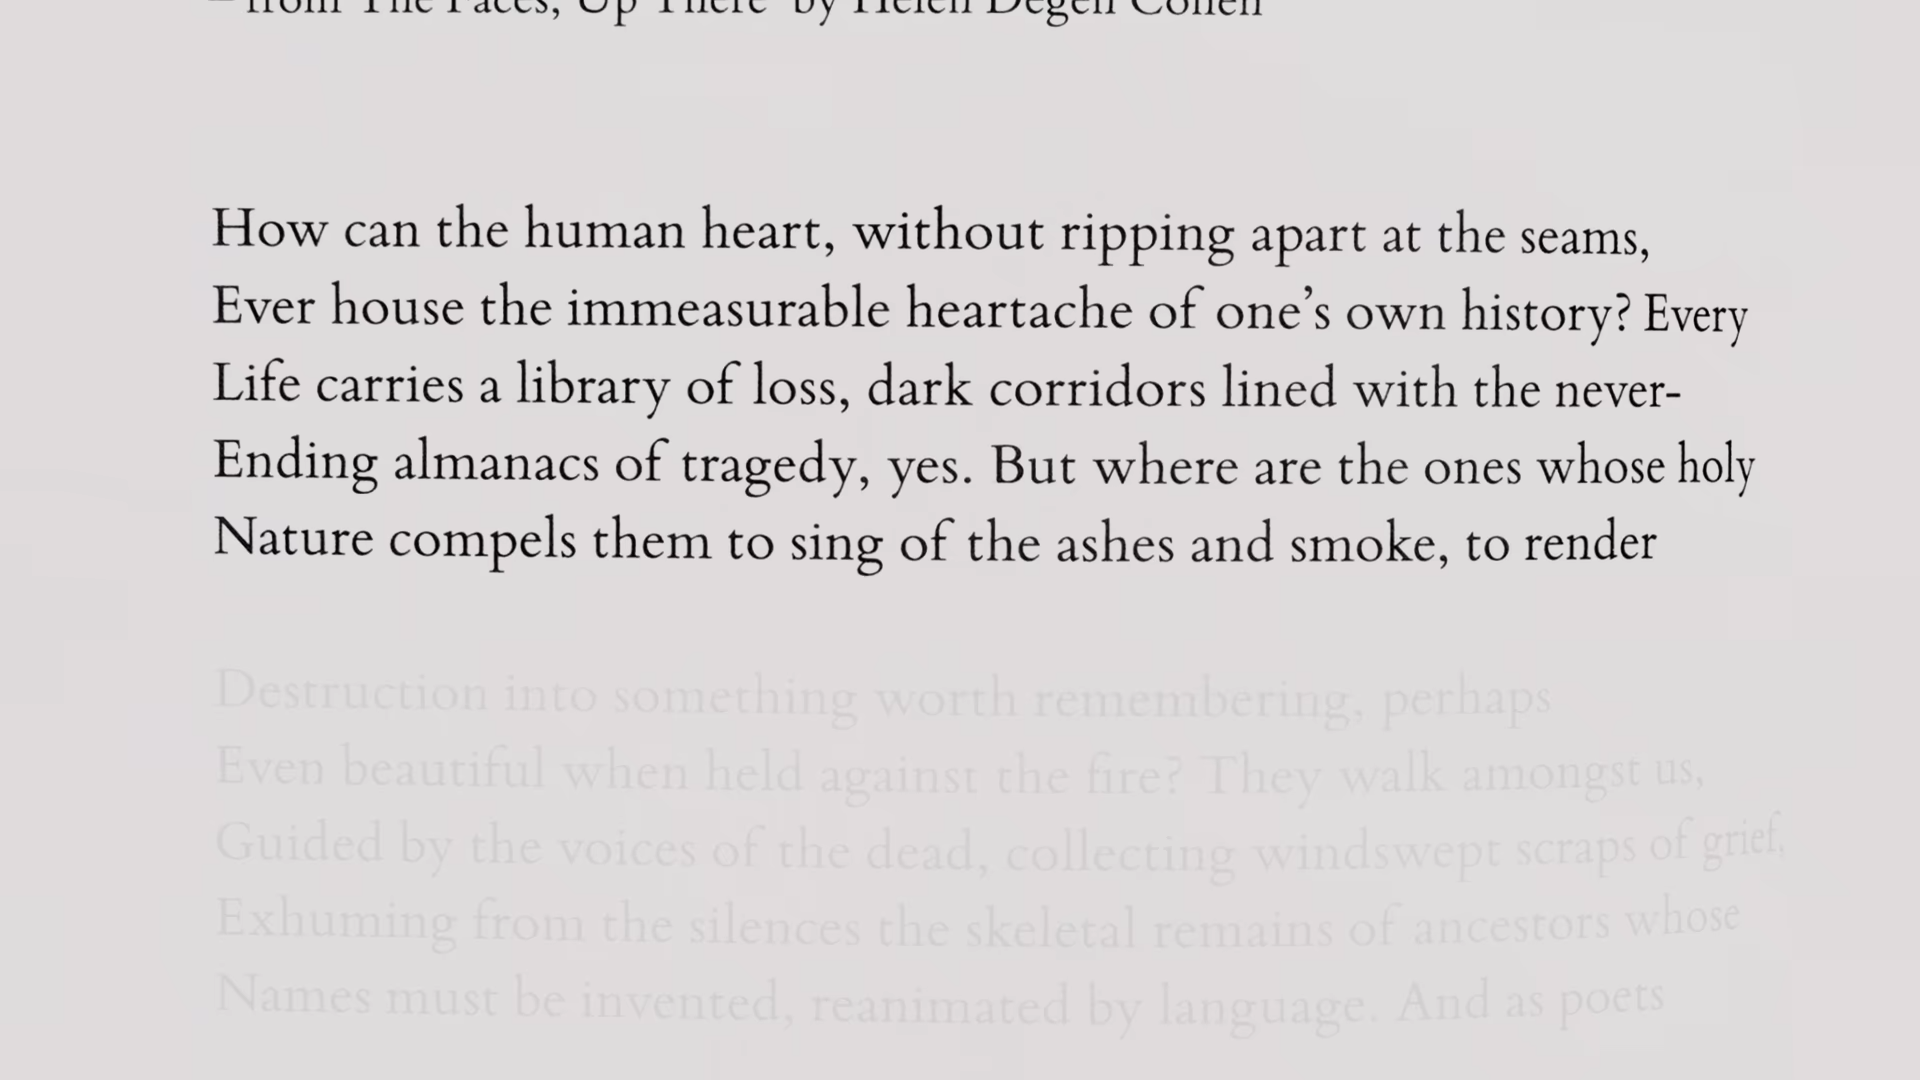 – from The Faces, Up There by Helen Degen Cohen
How can the human heart, without ripping apart at the seams,
Ever house the immeasurable heartache of one’s own history? Every
Life carries a library of loss, dark corridors lined with the never-
Ending almanacs of tragedy, yes. But where are the ones whose holy
Nature compels them to sing of the ashes and smoke, to render
Destruction into something worth remembering, perhaps
Even beautiful when held against the fire? They walk amongst us,
Guided by the voices of the dead, collecting windswept scraps of grief,
Exhuming from the silences the skeletal remains of ancestors whose
Names must be invented, reanimated by language. And as poets